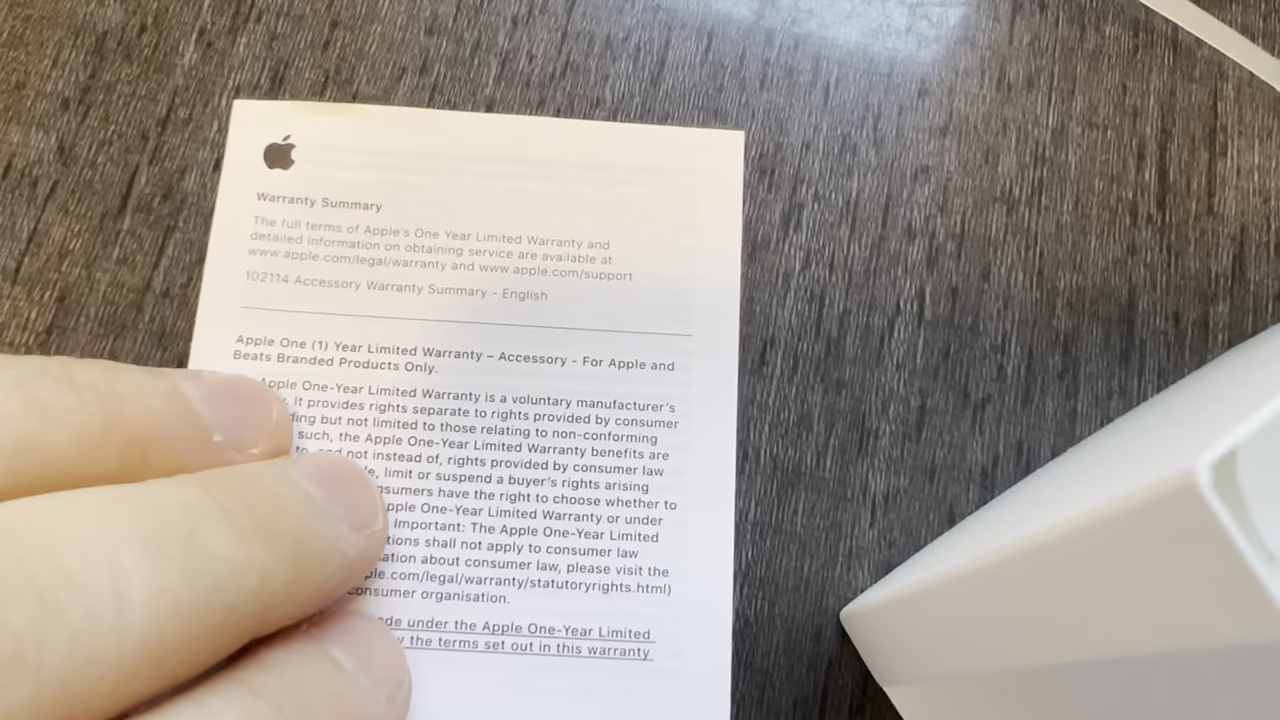 Warranty Summary
The full terms of Apple's One Year Limited Warranty and
detailed information on obtaining service are available at
www.apple.com/legal/warranty and www.apple.com/support
102114 Accessory Warranty Summary - English
Apple One (1) Year Limited Warranty – Accessory - For Apple and
Beats Branded Products Only.
Apple One-Year Limited Warranty is a voluntary manufacturer's
It provides rights separate to rights provided by consumer
but not limited to those relating to non-conforming
such, the Apple One-Year Limited Warranty benefits are
to, and not instead of, rights provided by consumer law
limit or suspend a buyer's rights arising
have the right to choose whether to
One-Year Limited Warranty or under
Important: The Apple One-Year Limited
shall not apply to consumer law
about consumer law, please visit the
.com/legal/warranty/statutoryrights.html)
consumer organisation.
under the Apple One-Year Limited
the terms set out in this warranty